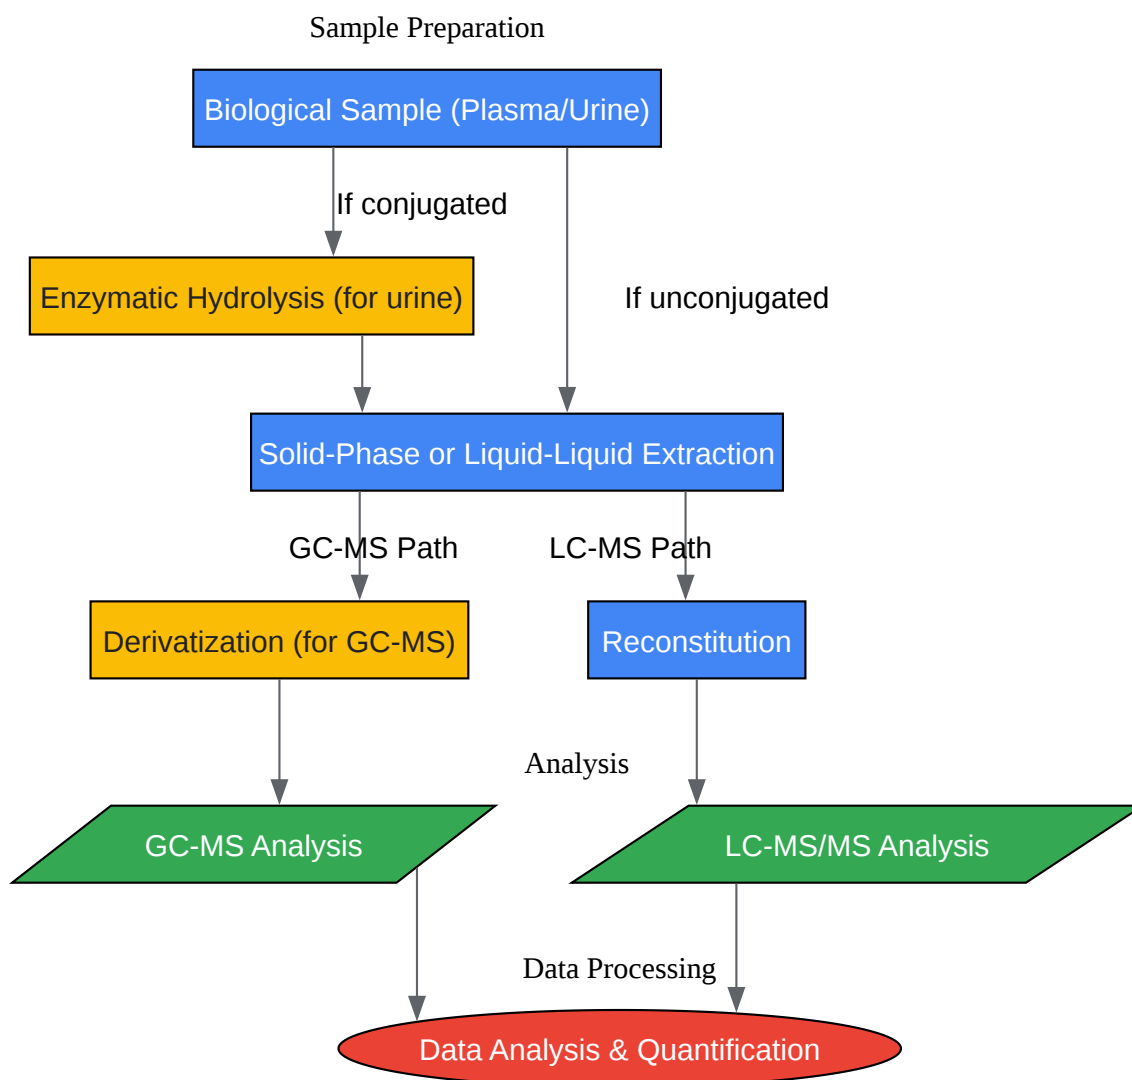 Sample Preparation
Biological Sample (Plasma/Urine)
If conjugated
Enzymatic Hydrolysis (for urine)
If unconjugated
Solid-Phase or Liquid-Liquid Extraction
GC-MS Path
LC-MS Path
Derivatization (for GC-MS)
Reconstitution
Analysis
GC-MS Analysis
LC-MS/MS Analysis
Data Processing
Data Analysis & Quantification